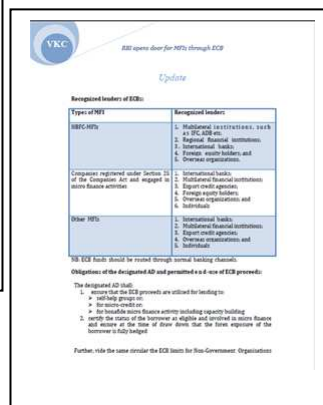 VKC
RBI opens door for MFIs through ECB
Update
Recognized lenders of ECBs:
Types of MFI
Recognized lenders
NBFC-MFIs
1. Multilateral institutions, such
as IFC, ADB etc.
2. Regional financial institutions;
3. International banks;
4. Foreign equity holders; and
5. Overseas organizations.
Companies registered under Section 25
of the Companies Act and engaged in
micro finance activities
1. International banks;
2. Multilateral financial institutions;
3. Export credit agencies;
4. Foreign equity holders;
5. Overseas organizations; and
6. Individuals
Other MFIs
1. International banks;
2. Multilateral financial institutions;
3. Export credit agencies;
4. Overseas organizations; and
5. Individuals
NB: ECB funds should be routed through normal banking channels.
Obligations of the designated AD and permitted end-use of ECB proceeds:
The designated AD shall:
1. ensure that the ECB proceeds are utilised for lending to:
➢ self-help groups or;
➢ for micro-credit or;
➢ for bonafide micro finance activity including capacity building
2. certify the status of the borrower as eligible and involved in micro finance
and ensure at the time of draw down that the forex exposure of the
borrower is fully hedged
Further, vide the same circular the ECB limits for Non-Government Organisations